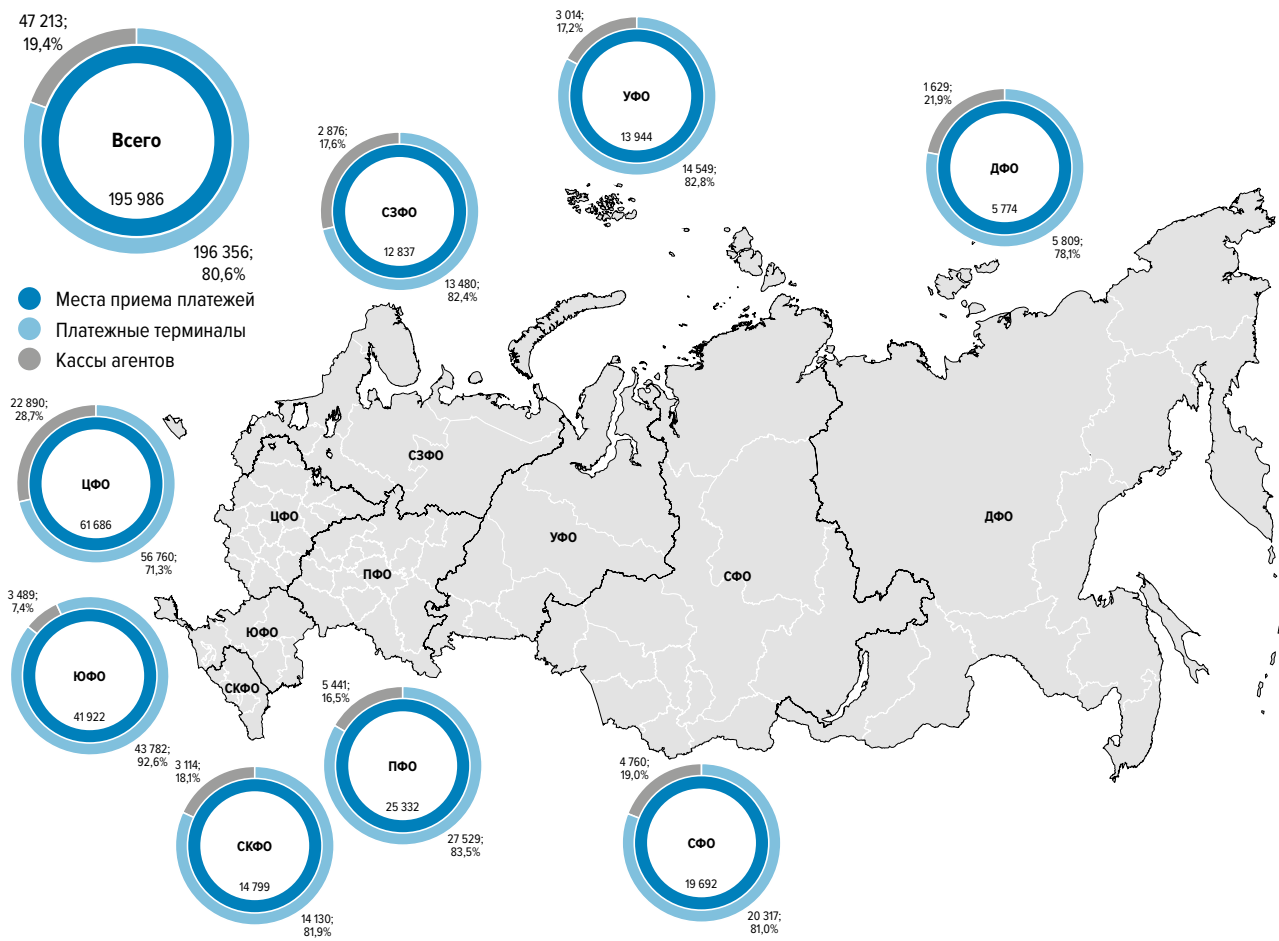 47 213;
19,4%
Всего
195 986
196 356;
80,6%
Места приема платежей
Платежные терминалы
Кассы агентов
3 014;
17,2%
УФО
13 944
14 549;
82,8%
2 876;
17,6%
СЗФО
12 837
13 480;
82,4%
1 629;
21,9%
ДФО
5 774
5 809;
78,1%
22 890;
28,7%
ЦФО
61 686
56 760;
71,3%
3 489;
7,4%
ЮФО
41 922
43 782;
92,6%
3 114;
18,1%
СКФО
14 799
14 130;
81,9%
5 441;
16,5%
ПФО
25 332
27 529;
83,5%
4 760;
19,0%
СФО
19 692
20 317;
81,0%
СЗФО
ЦФО
ПФО
УФО
СФО
ДФО
ЮФО
СКФО